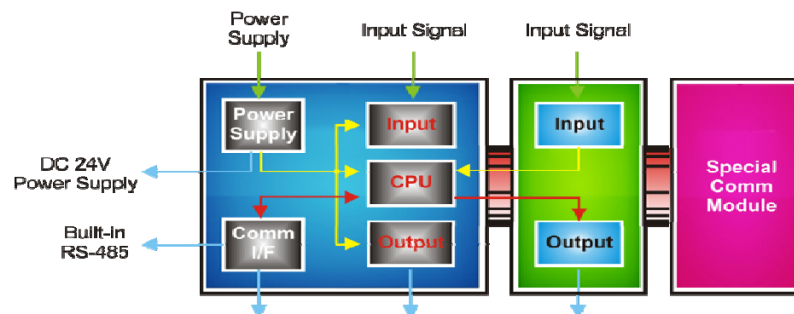 Power
Supply
Input Signal
Input Signal
Power
Supply
Input
Input
DC 24V
Power Supply
CPU
Special
Comm
Module
Built-in
RS-485
Comm
I/F
Output
Output